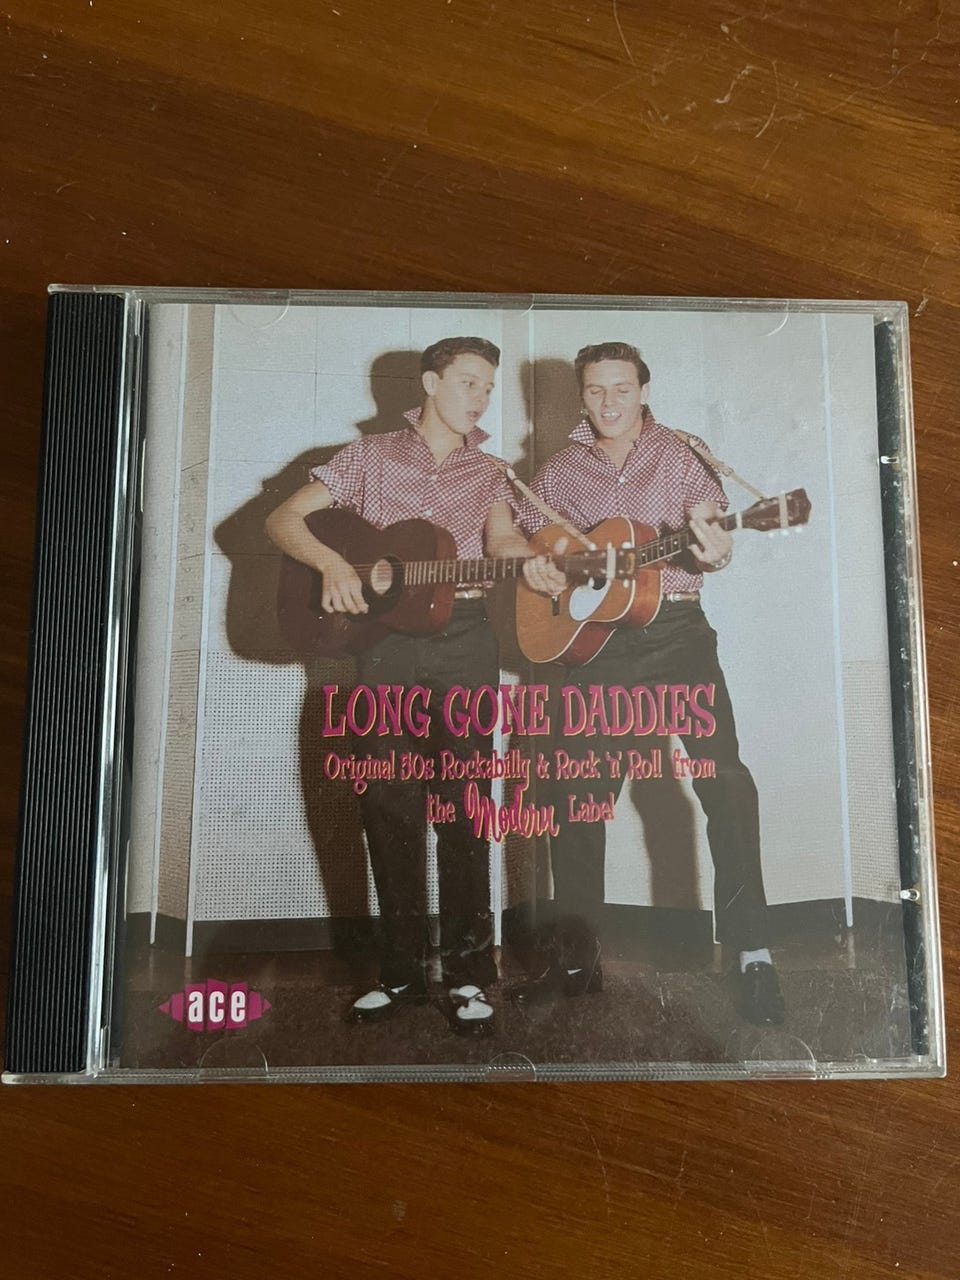 LONG GONE DADDIES
Original 50s Rockabilly & Rock 'n' Roll from
the Modern Label
ace